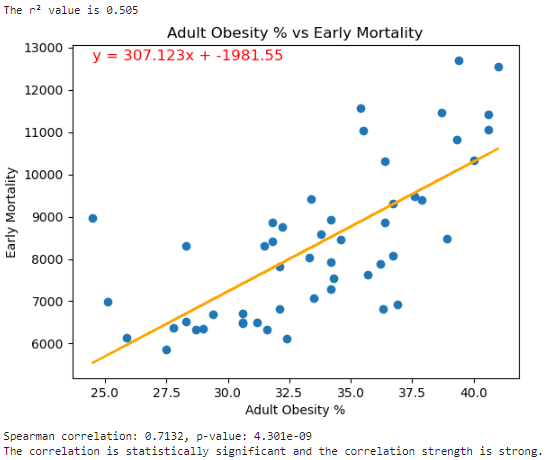 The r² value is 0.505
Adult Obesity % vs Early Mortality
y = 307.123x + -1981.55
13000
12000
11000
10000
9000
8000
7000
6000
Early Mortality
25.0 27.5 30.0 32.5 35.0 37.5 40.0
Adult Obesity %
Spearman correlation: 0.7132, p-value: 4.301e-09
The correlation is statistically significant and the correlation strength is strong.